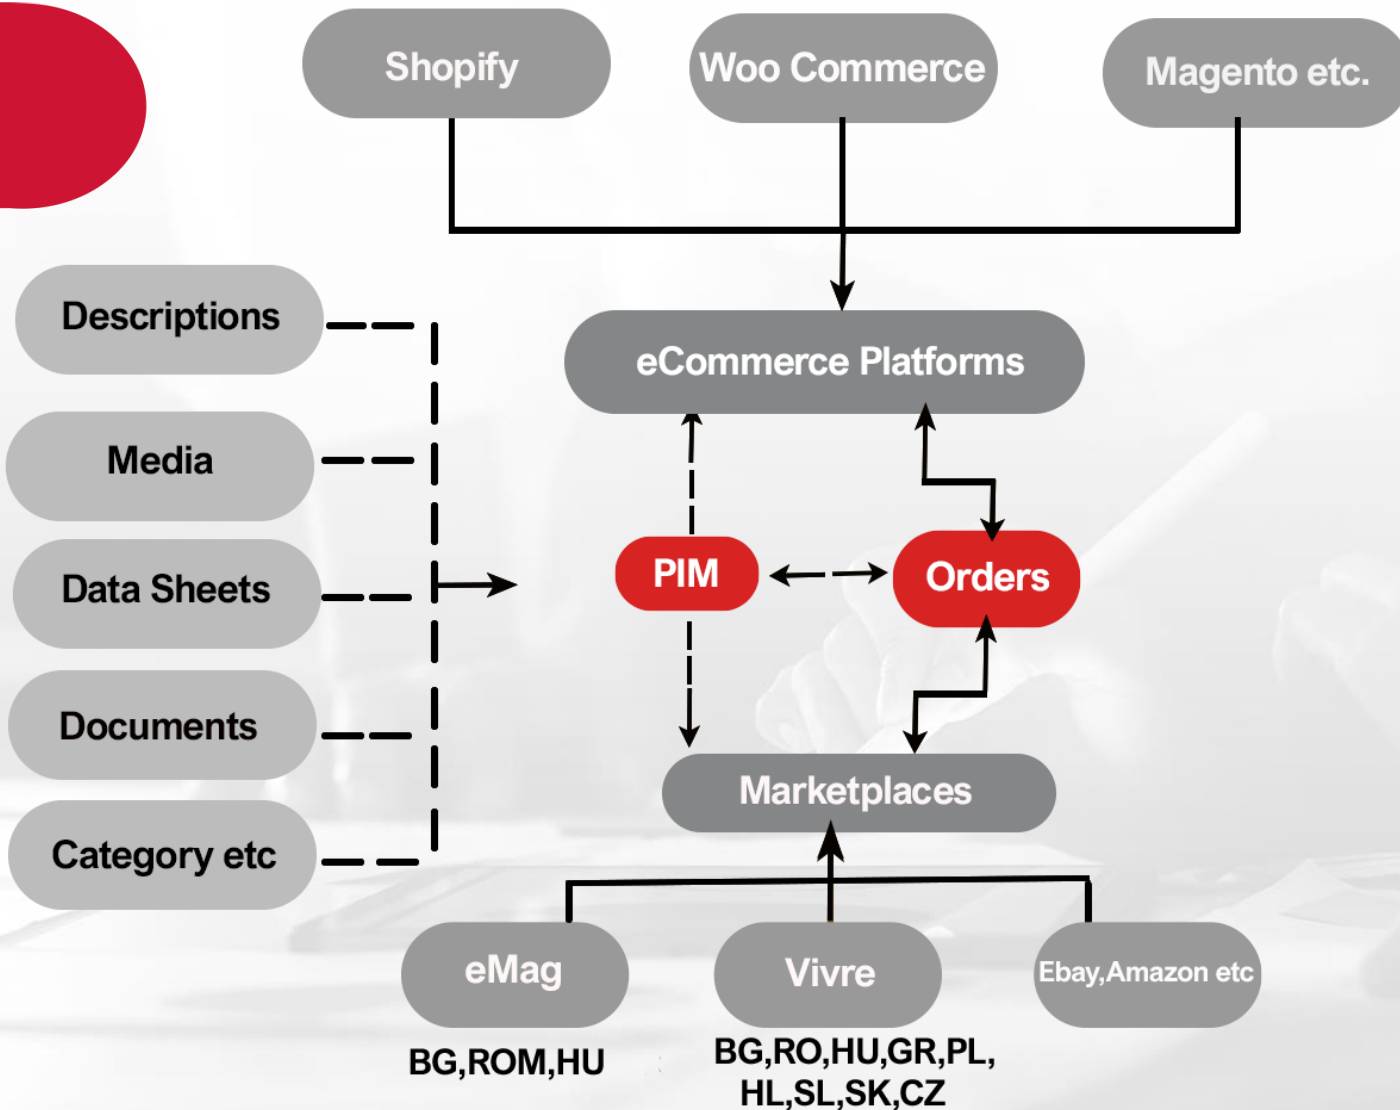 Shopify
Woo Commerce
Magento etc.
Descriptions
eCommerce Platforms
Media
PIM
Orders
Data Sheets
Documents
Marketplaces
Category etc
eMag
Vivre
Ebay,Amazon etc
BG,ROM,HU
BG,RO,HU,GR,PL,
HL,SL,SK,CZ